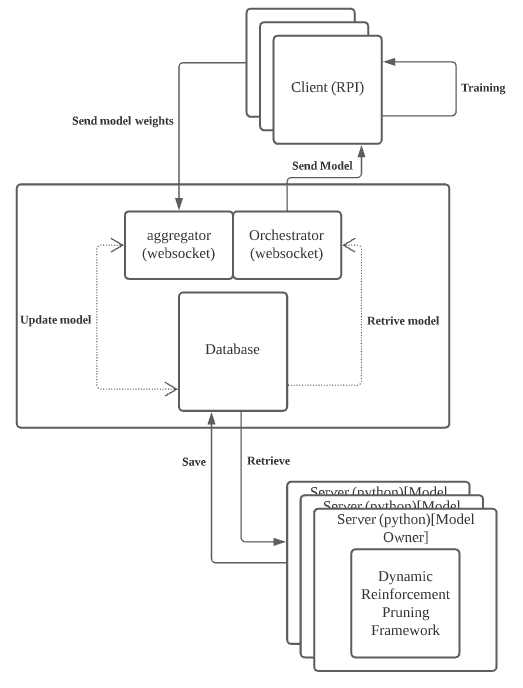 Client (RPI)
Training
Send model weights
Send Model
aggregator
(websocket)
Orchestrator
(websocket)
Update model
Retrive model
Database
Save
Retrieve
Server (python)[Model
Server (python)[Model
Server (python)[Model
Owner]
Dynamic
Reinforcement
Pruning
Framework